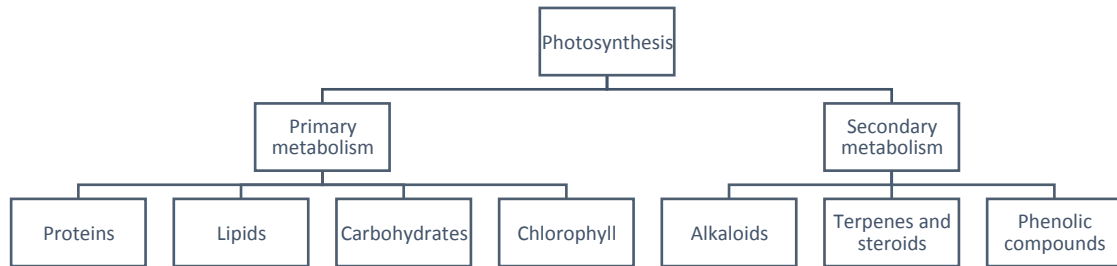 Photosynthesis
Primary
metabolism
Secondary
metabolism
Proteins
Lipids
Carbohydrates
Chlorophyll
Alkaloids
Terpenes and
steroids
Phenolic
compounds